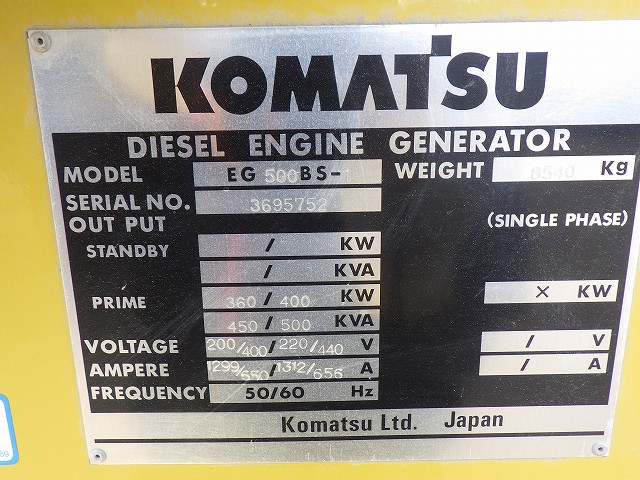 KOMATSU
DIESEL ENGINE GENERATOR
MODEL EG 500 BS-1 WEIGHT Kg
SERIAL NO. 3695752
OUT PUT (SINGLE PHASE)
STANDBY / KW
/ KVA
PRIME 360 / 400 KW × KW
450 / 500 KVA
VOLTAGE 200/400 / 220/440 V / V
AMPERE 1299/650 / 1312/656 A / A
FREQUENCY 50/60 Hz
Komatsu Ltd. Japan